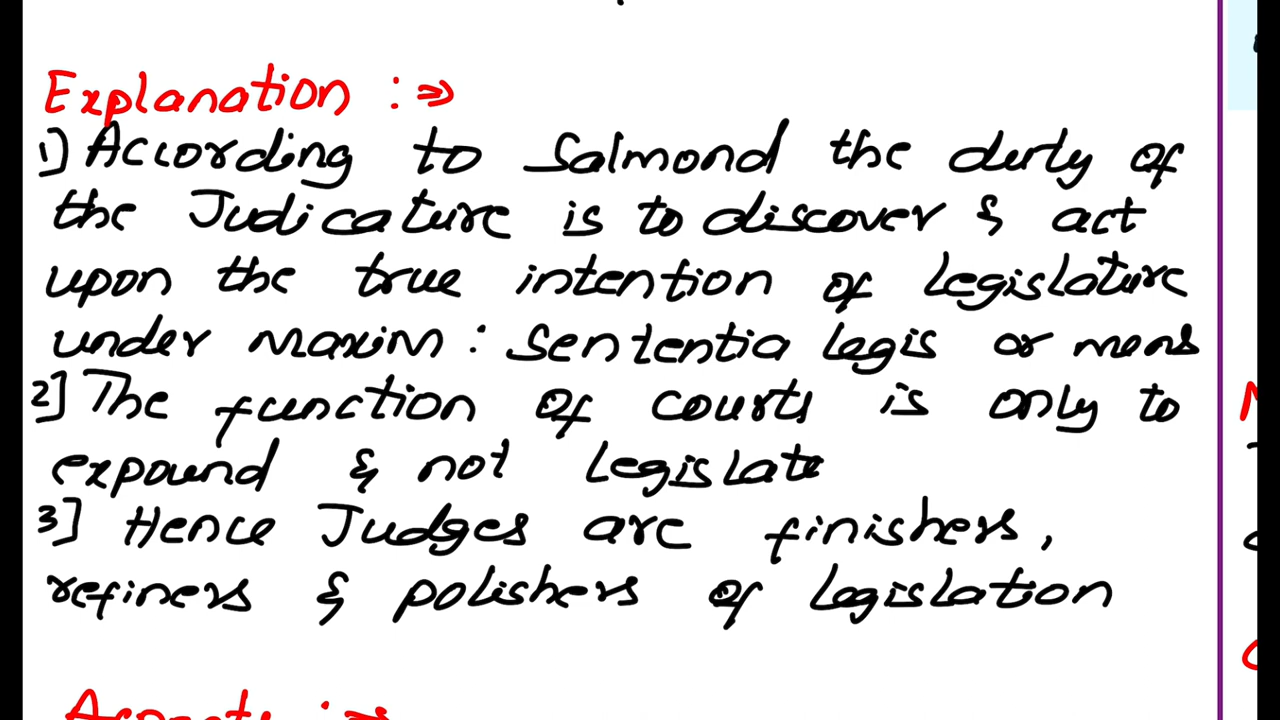 Explanation :⇒
1) According to Salmond the duty of
the Judicature is to discover & act
upon the true intention of legislature
under maxim : Sententia legis or mens
2] The function of courts is only to
expound & not Legislate
3] Hence Judges are finishers,
refiners & polishers of legislation
Aspects :⇒